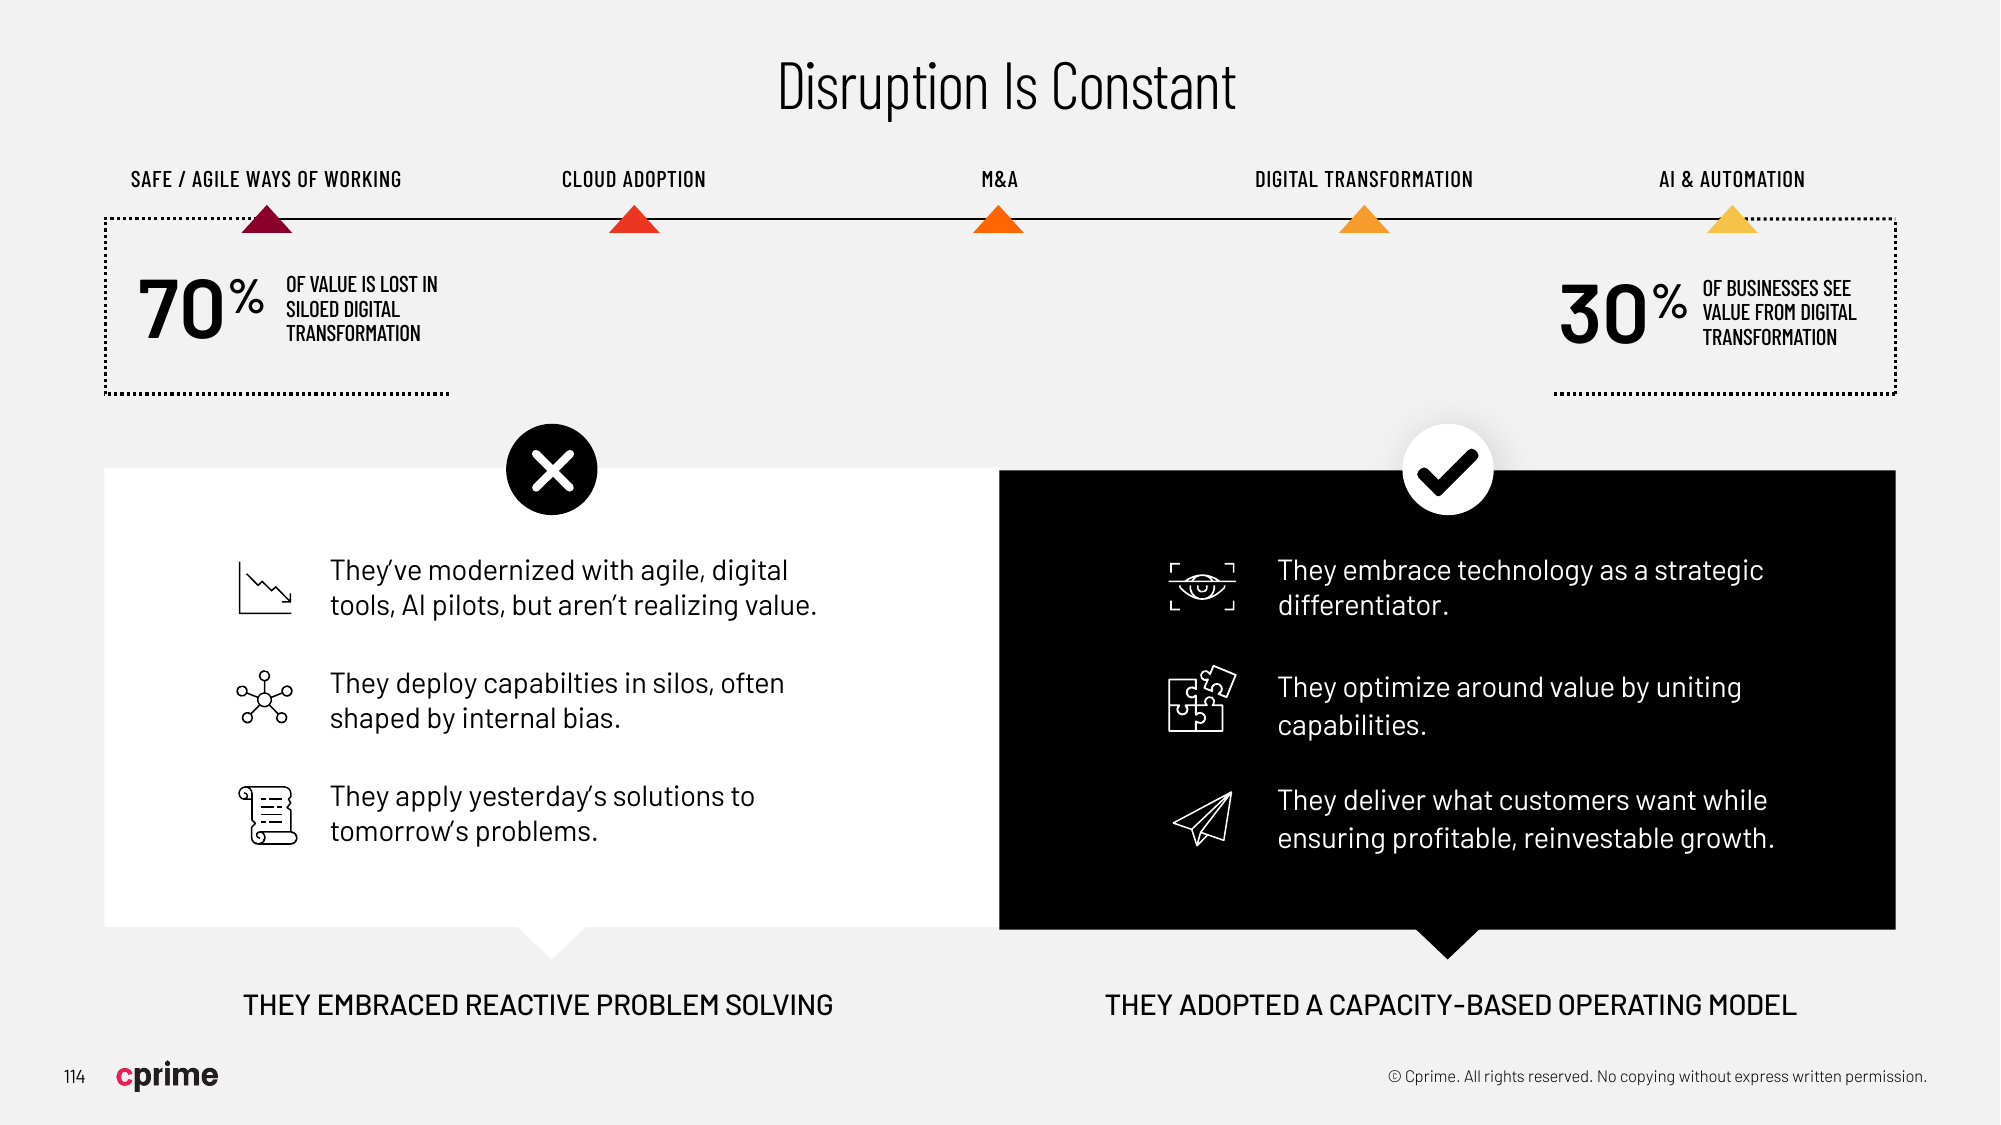 Disruption Is Constant
SAFE / AGILE WAYS OF WORKING
CLOUD ADOPTION
M&A
DIGITAL TRANSFORMATION
AI & AUTOMATION
70%
OF VALUE IS LOST IN
SILOED DIGITAL
TRANSFORMATION
30%
OF BUSINESSES SEE
VALUE FROM DIGITAL
TRANSFORMATION
They’ve modernized with agile, digital
tools, AI pilots, but aren’t realizing value.
They deploy capabilties in silos, often
shaped by internal bias.
They apply yesterday’s solutions to
tomorrow’s problems.
They embrace technology as a strategic
differentiator.
They optimize around value by uniting
capabilities.
They deliver what customers want while
ensuring profitable, reinvestable growth.
THEY EMBRACED REACTIVE PROBLEM SOLVING
THEY ADOPTED A CAPACITY-BASED OPERATING MODEL
114
cprime
© Cprime. All rights reserved. No copying without express written permission.